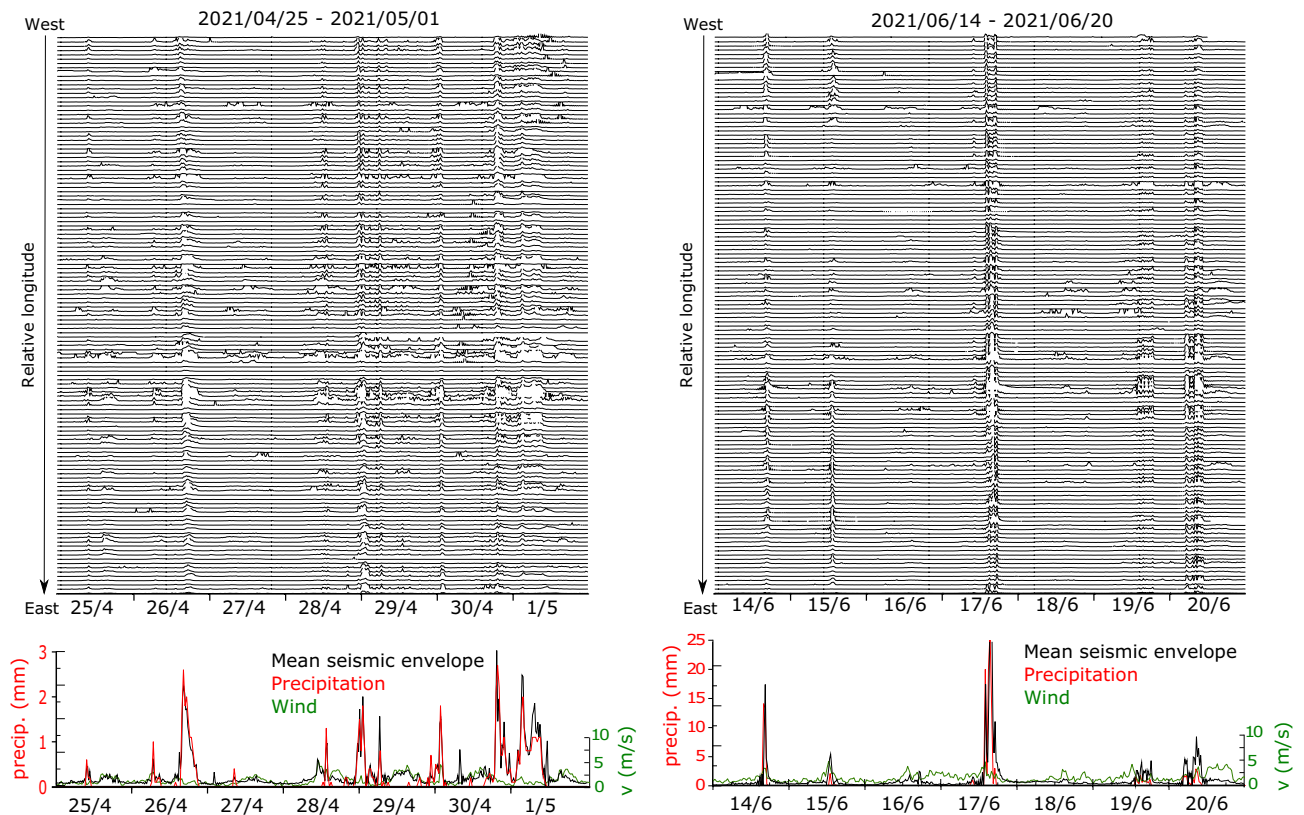 2021/04/25 - 2021/05/01
West
Relative longitude
East
25/4 26/4 27/4 28/4 29/4 30/4 1/5
precip. (mm)
3
2
1
0
Mean seismic envelope
Precipitation
Wind
10
5
0
v (m/s)
25/4 26/4 27/4 28/4 29/4 30/4 1/5
2021/06/14 - 2021/06/20
West
Relative longitude
East
14/6 15/6 16/6 17/6 18/6 19/6 20/6
precip. (mm)
25
20
15
10
5
0
Mean seismic envelope
Precipitation
Wind
10
5
0
v (m/s)
14/6 15/6 16/6 17/6 18/6 19/6 20/6